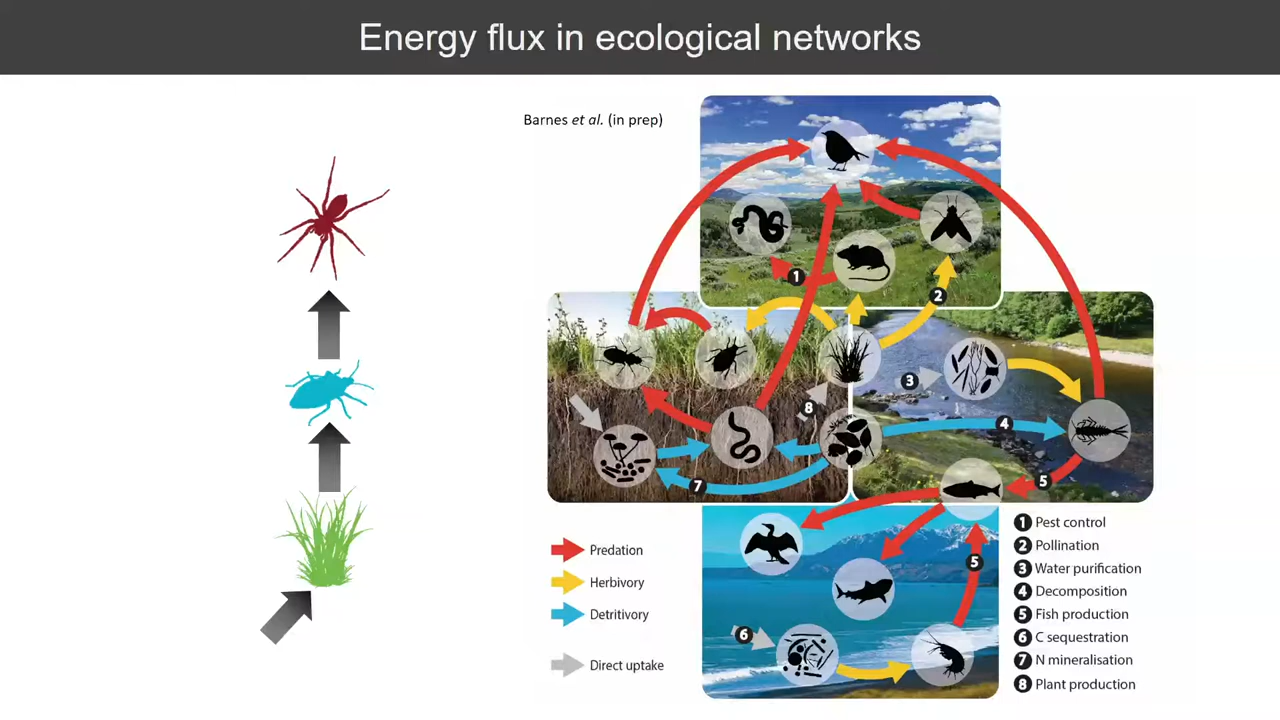 Energy flux in ecological networks
Barnes et al. (in prep)
1
2
3
8
4
7
5
5
6
Predation
Herbivory
Detritivory
Direct uptake
1 Pest control
2 Pollination
3 Water purification
4 Decomposition
5 Fish production
6 C sequestration
7 N mineralisation
8 Plant production